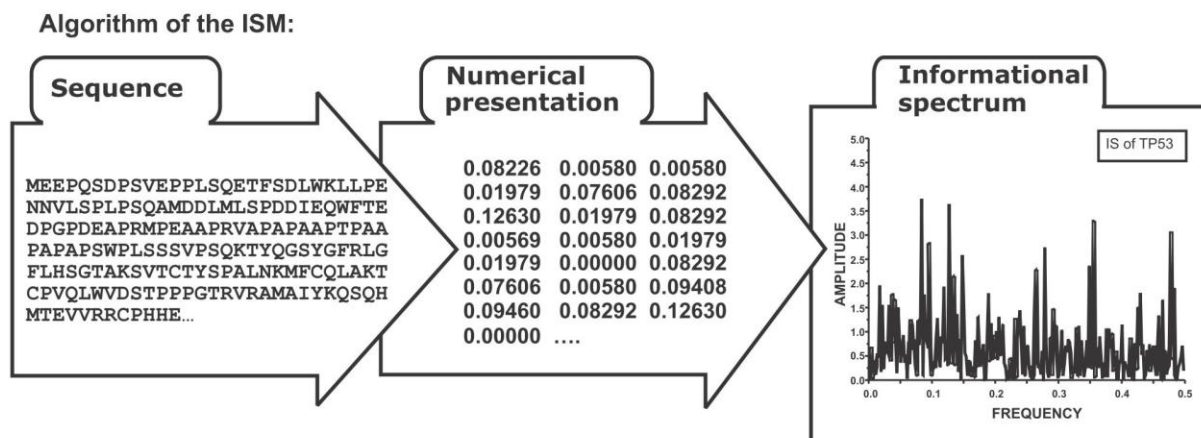 Algorithm of the ISM:
Sequence
MEEPQSDPSVEPPLSQETFSDLWKLLPE
NNVLSPLPSQAMDDLMLSPDDIEQWFTE
DPGPDEAPRMPEAAPRVAPAPAAPTPAA
PAPAPSWPLSSSVPSQKTYQGSYGFRLG
FLHSGTAKSVTCTYSPALNKMFCQLAKT
CPVQLWVDSTPPPGTRVRAMAIYKQSQH
MTEVVRRCPHHE...
Numerical
presentation
0.08226 0.00580 0.00580
0.01979 0.07606 0.08292
0.12630 0.01979 0.08292
0.00569 0.00580 0.01979
0.01979 0.00000 0.08292
0.07606 0.00580 0.09408
0.09460 0.08292 0.12630
0.00000 ....
Informational
spectrum
IS of TP53
AMPLITUDE
5.0
4.5
4.0
3.5
3.0
2.5
2.0
1.5
1.0
0.5
0.0
0.0 0.1 0.2 0.3 0.4 0.5
FREQUENCY